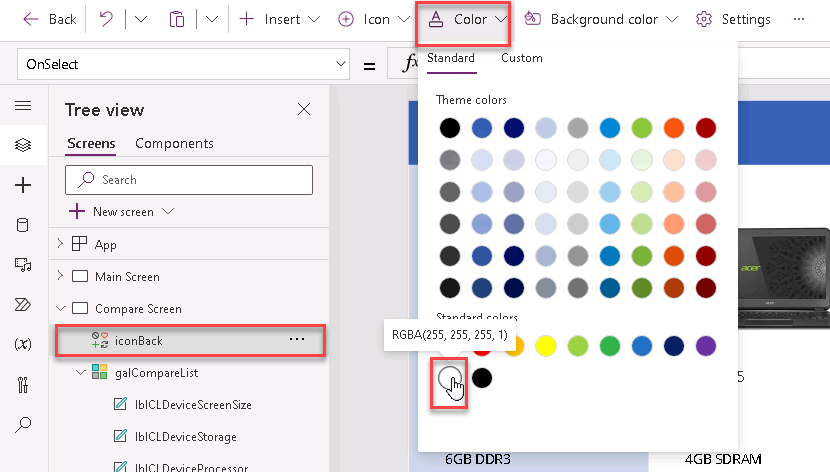 Back Insert Icon Color Background color Settings ...
OnSelect = fx
Tree view
Screens Components
Search
New screen
App
Main Screen
Compare Screen
iconBack ...
galCompareList
lblCLDeviceScreenSize
lblCLDeviceStorage
lblCLDeviceProcessor
Standard Custom
Theme colors
Standard colors
RGBA(255, 255, 255, 1)
acer
5
6GB DDR3 4GB SDRAM